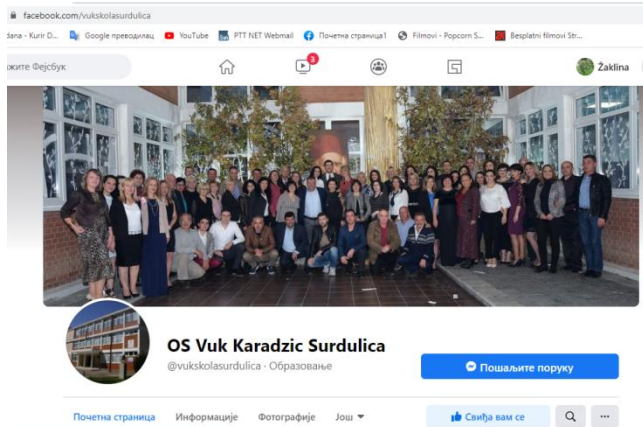 facebook.com/vukskolasurdulica
dana - Kurir D... Google преводилац YouTube PTT NET Webmail Почетна страница1 Filmovi - Popcorn S... Besplatni filmovi Str...
жите Фејсбук 3 Žaklina
OS Vuk Karadzic Surdulica
@vukskolasurdulica · Образовање
Пошаљите поруку
Почетна страница Информације Фотографије Још Свиђа вам се